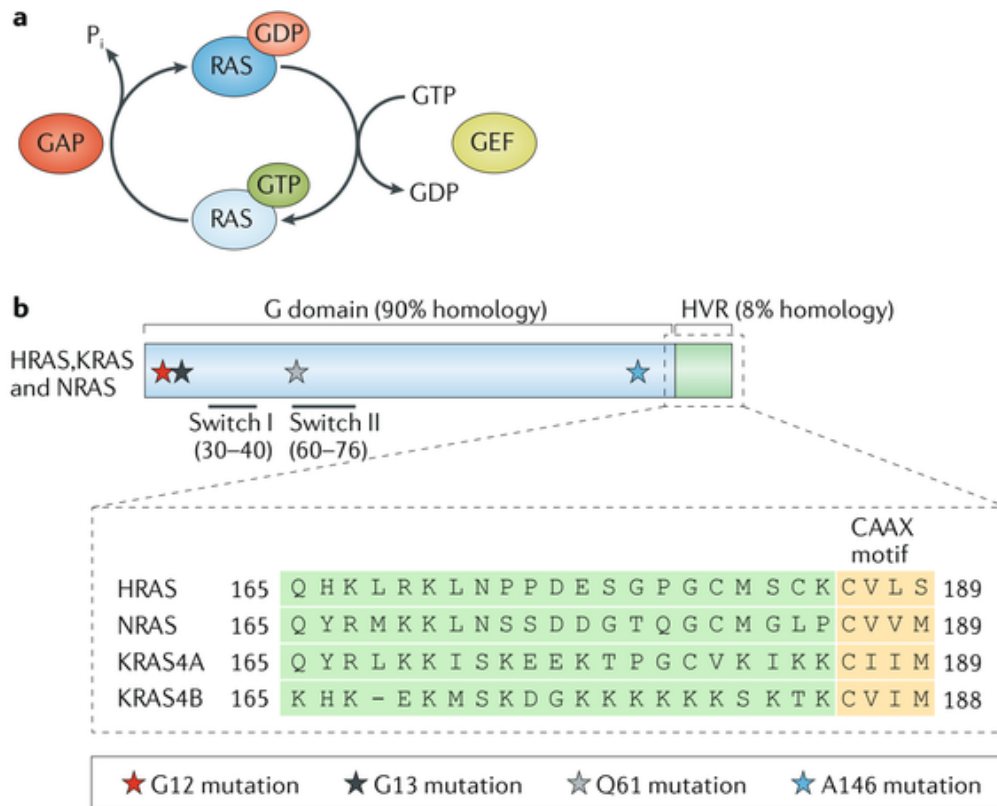 a
P i
GDP
RAS
GTP
GAP
GEF
GTP
RAS
GDP
b
G domain (90% homology)
HVR (8% homology)
HRAS,KRAS
and NRAS
Switch I
(30–40)
Switch II
(60–76)
CAAX
motif
HRAS 165 Q H K L R K L N P P D E S G P G C M S C K C V L S 189
NRAS 165 Q Y R M K K L N S S D D G T Q G C M G L P C V V M 189
KRAS4A 165 Q Y R L K K I S K E E K T P G C V K I K K C I I M 189
KRAS4B 165 K H K - E K M S K D G K K K K K K S K T K C V I M 188
G12 mutation
G13 mutation
Q61 mutation
A146 mutation